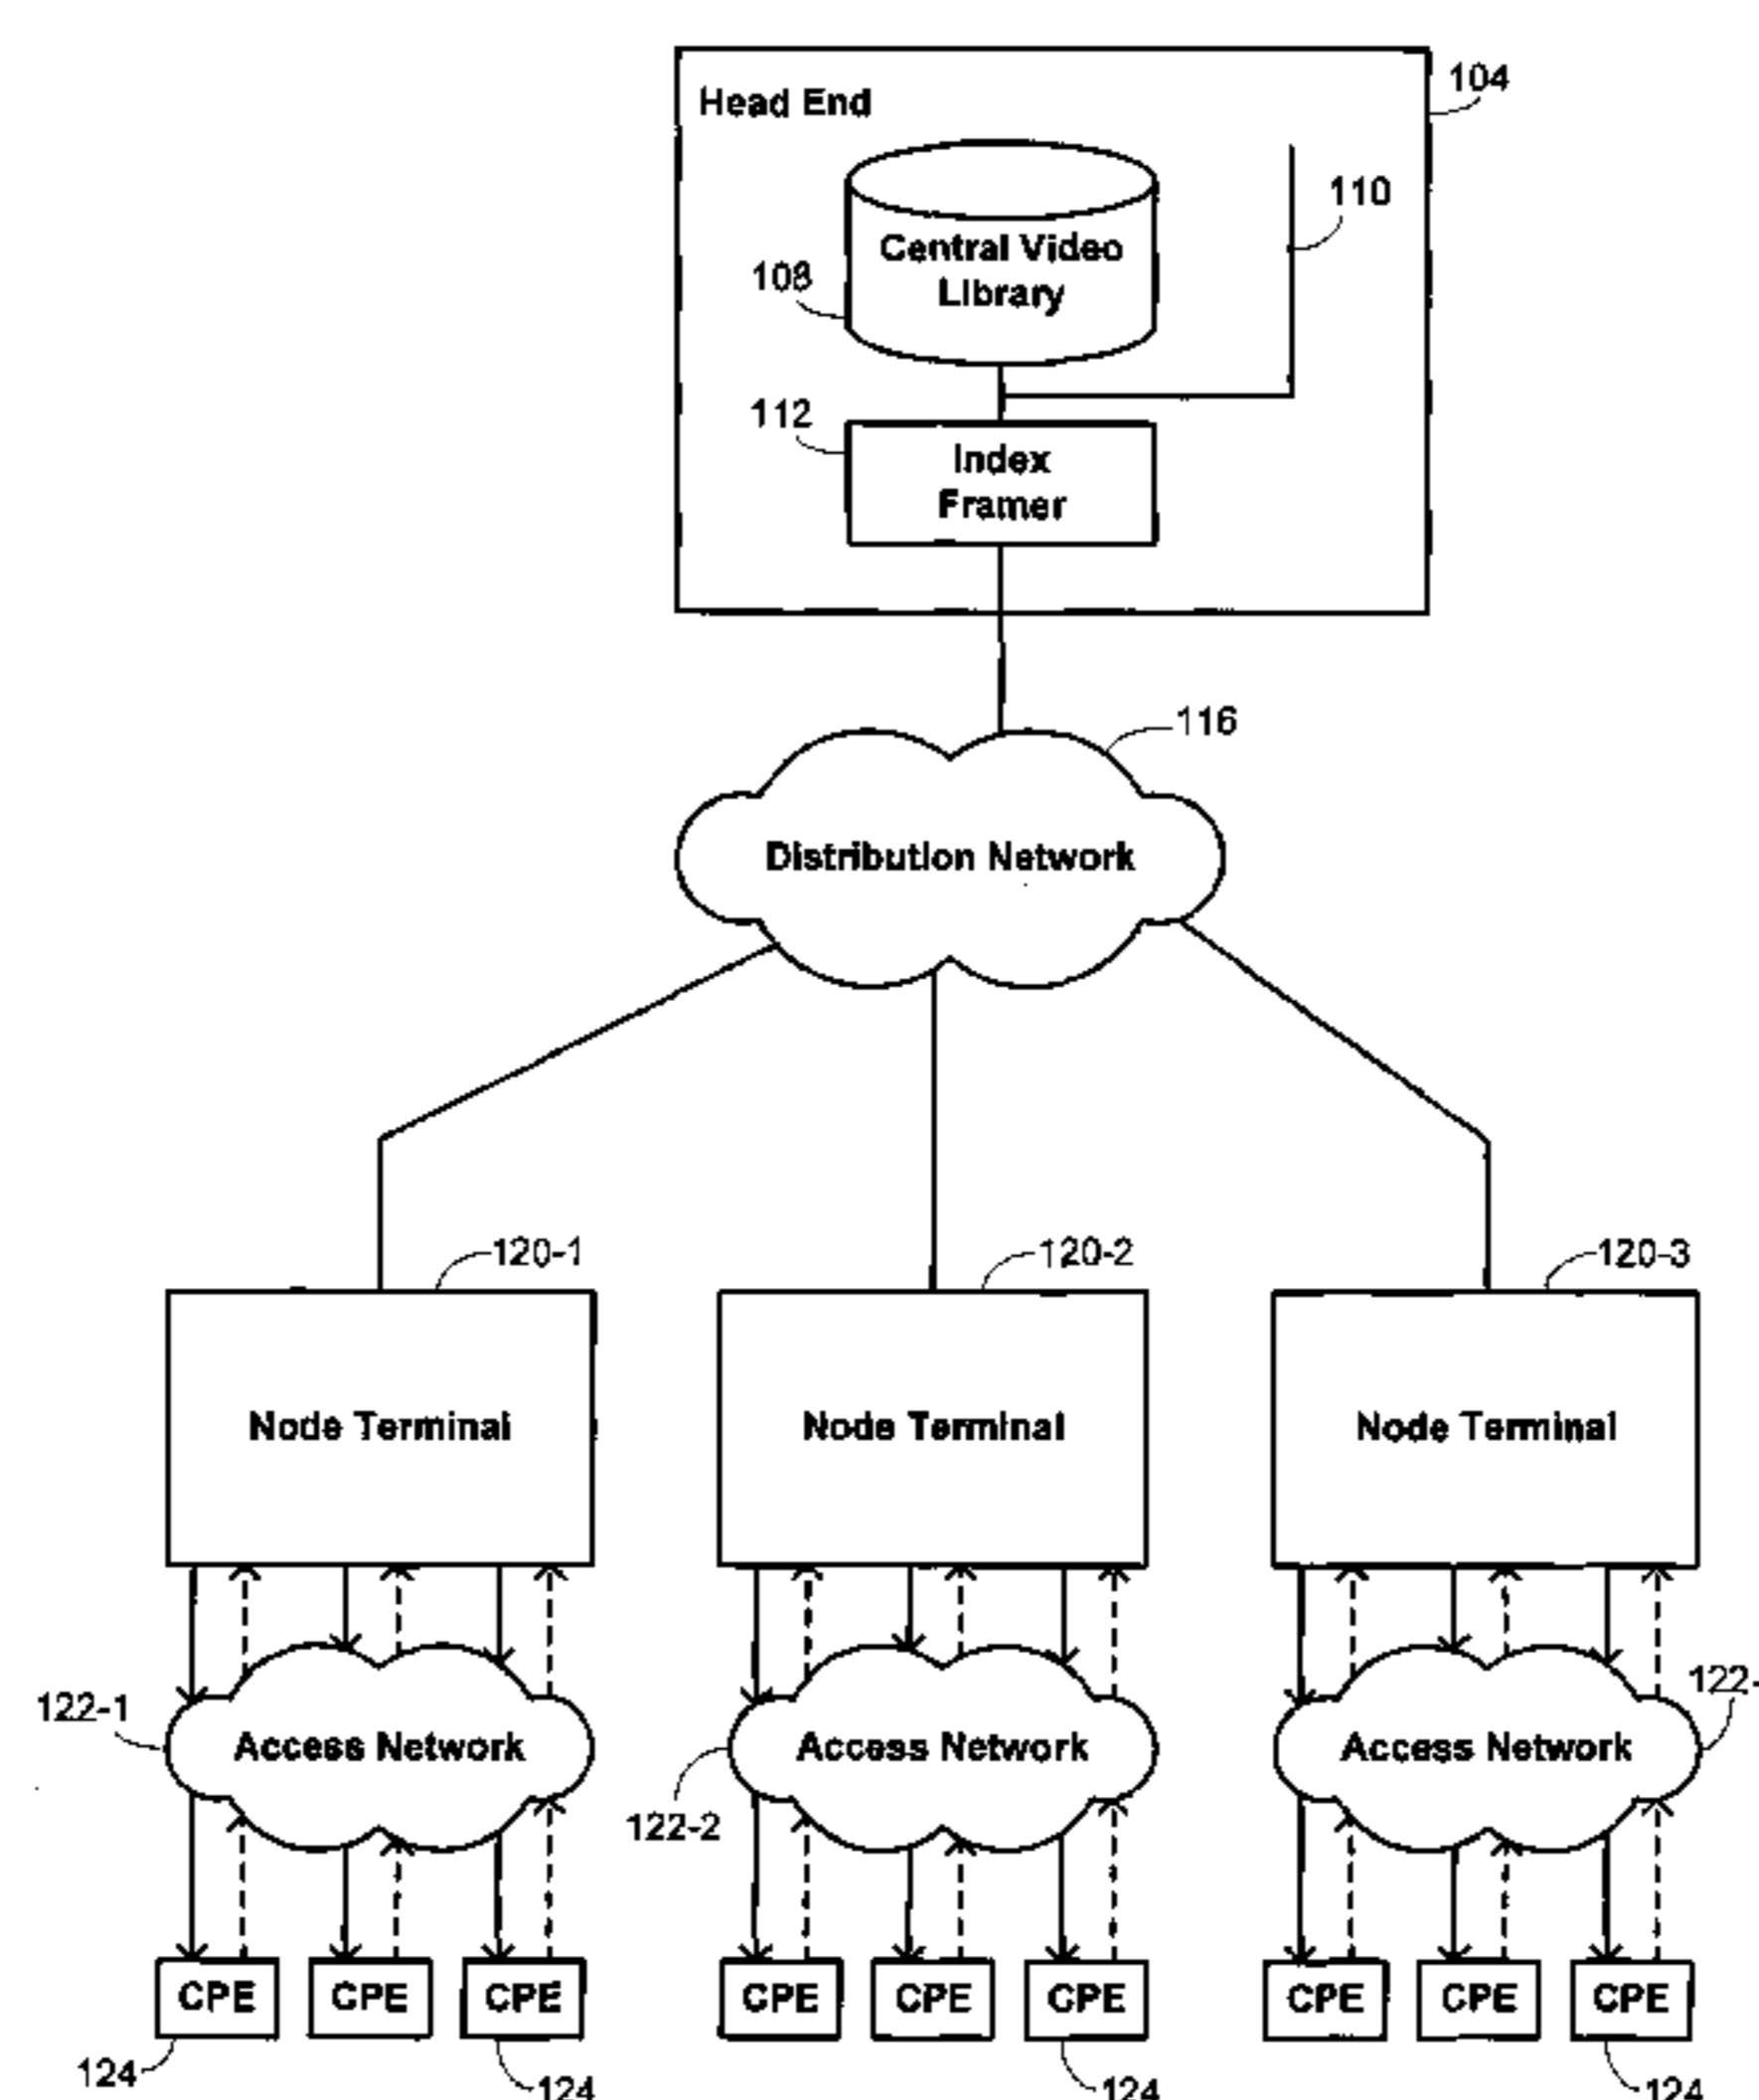 Head End
104
110
Central Video
Library
108
112
Index
Framer
116
Distribution Network
120-1
120-2
120-3
Node Terminal
Node Terminal
Node Terminal
122-1
Access Network
122-2
Access Network
122-
Access Network
CPE
CPE
CPE
CPE
CPE
CPE
CPE
CPE
CPE
124
124
124
124